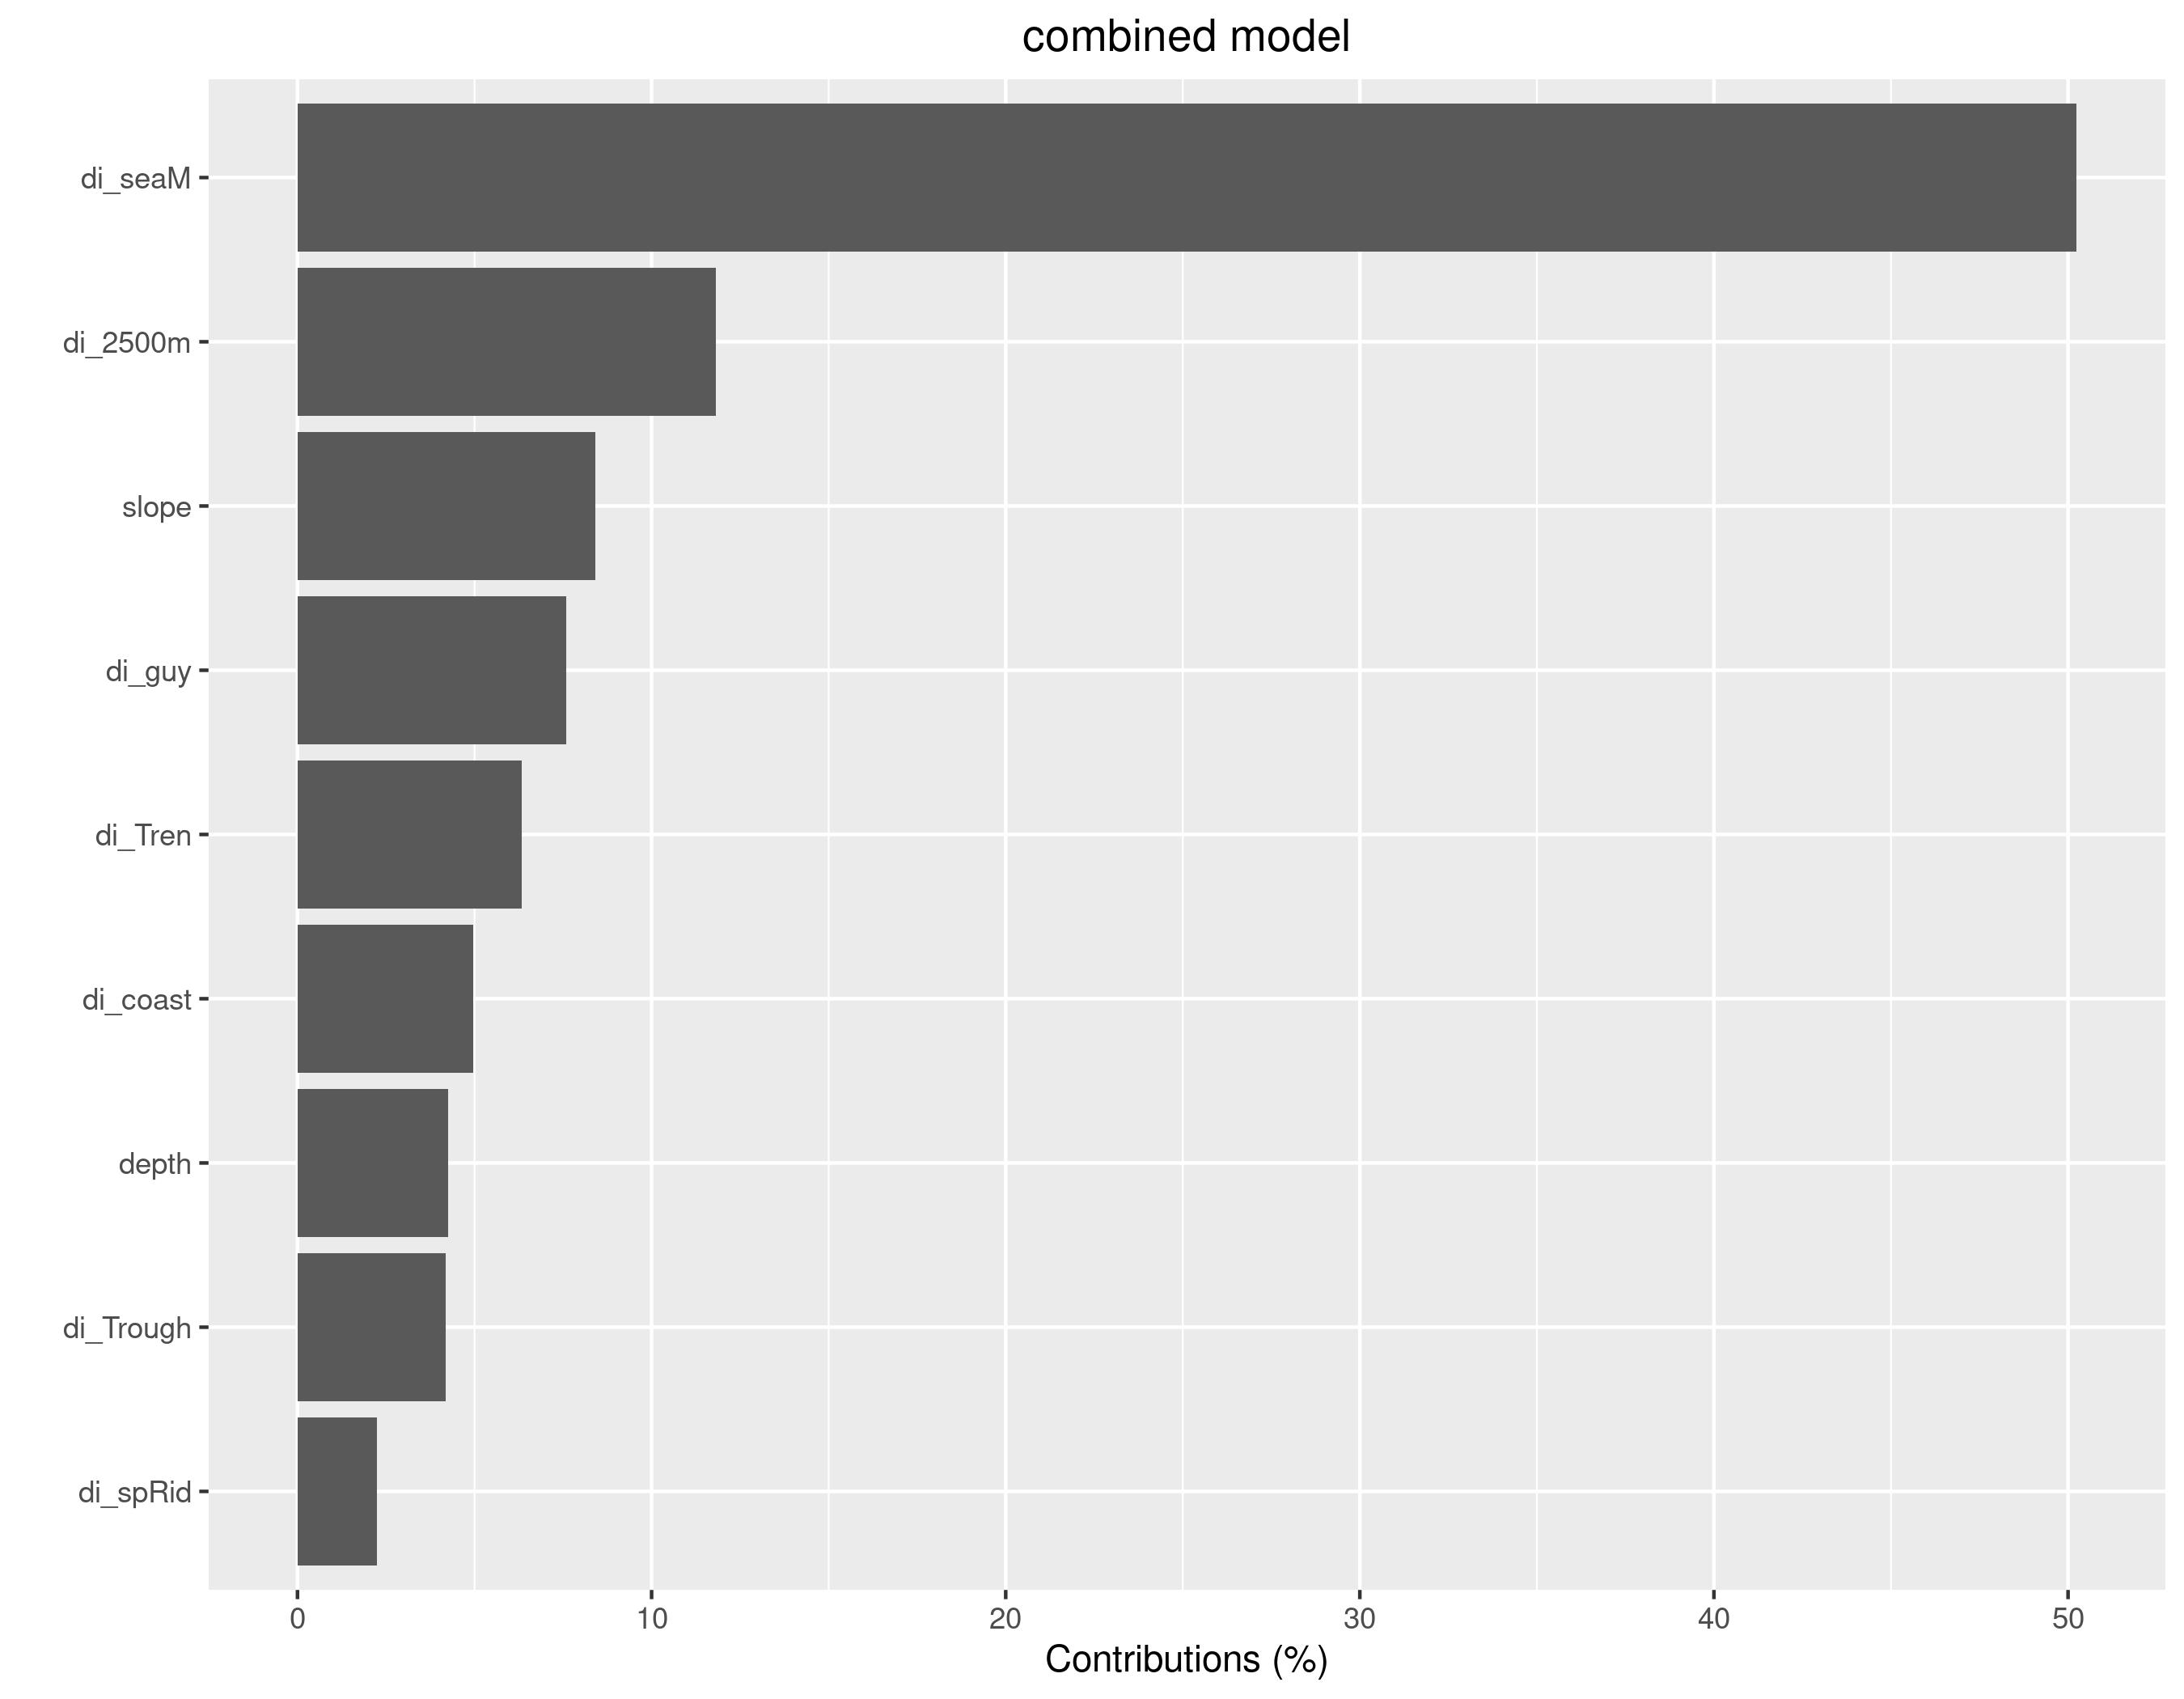 combined model
di_seaM
di_2500m
slope
di_guy
di_Tren
di_coast
depth
di_Trough
di_spRid
0 10 20 30 40 50
Contributions (%)